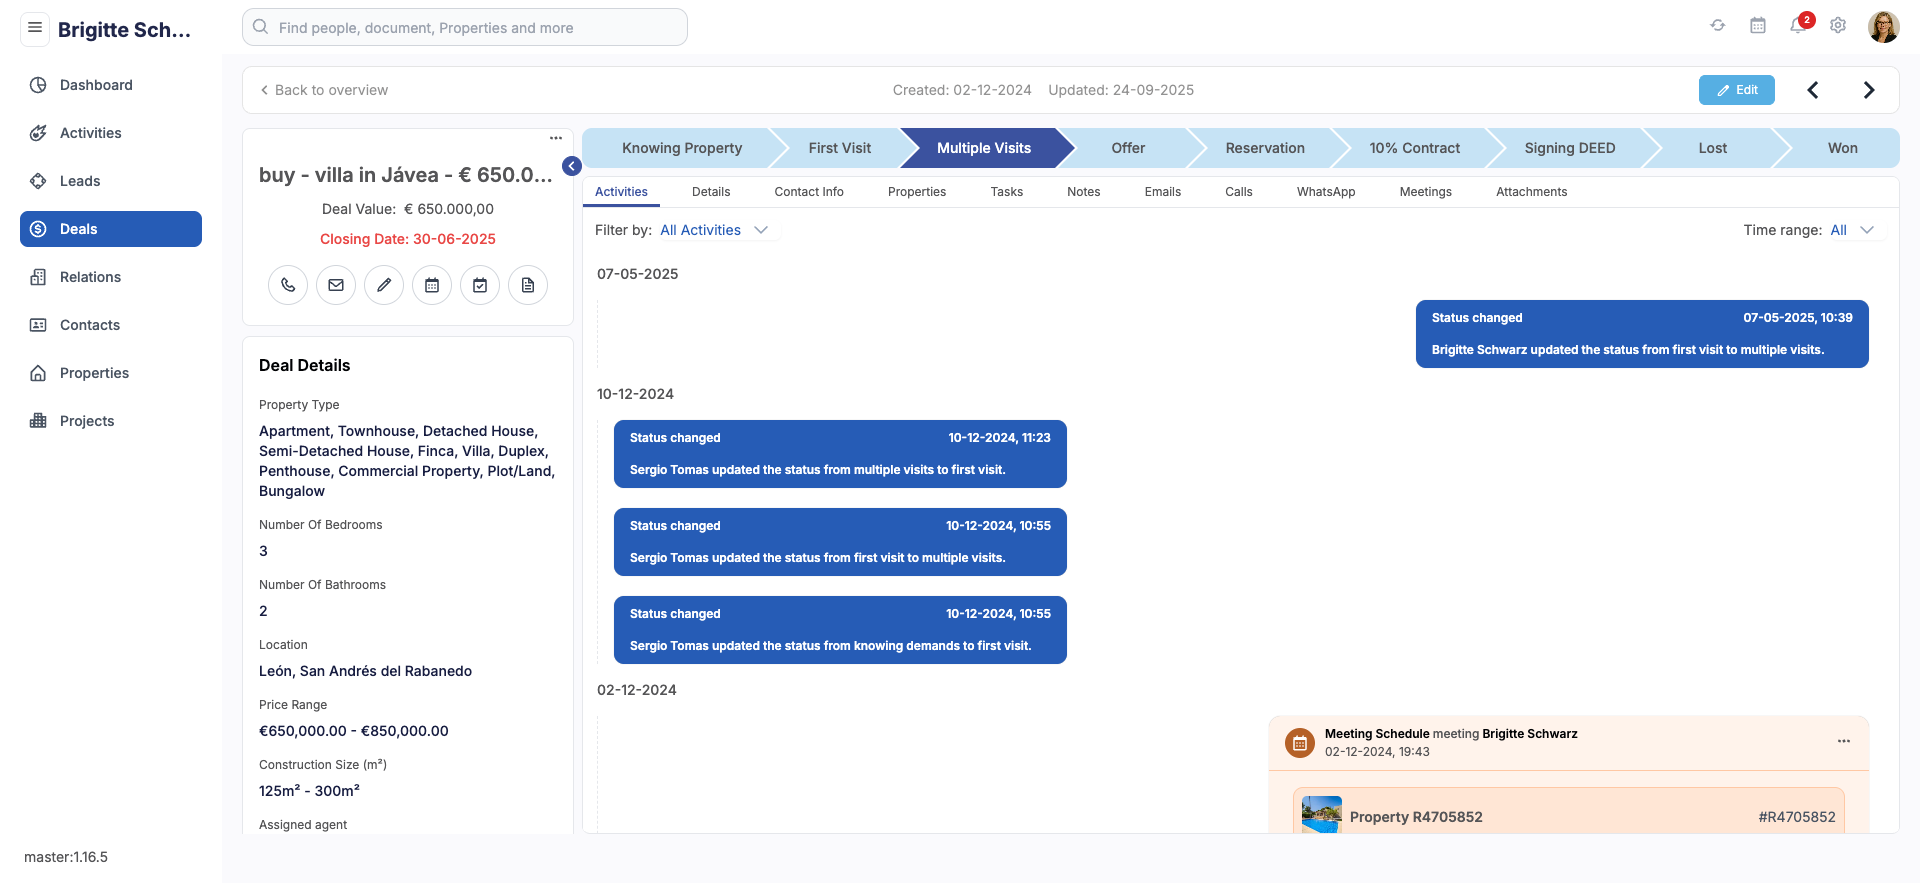 Brigitte Sch...
Find people, document, Properties and more
2
Dashboard
Activities
Leads
Deals
Relations
Contacts
Properties
Projects
master:1.16.5
Back to overview
Created: 02-12-2024 Updated: 24-09-2025
Edit
buy - villa in Jávea - € 650.0...
Deal Value: € 650.000,00
Closing Date: 30-06-2025
Deal Details
Property Type
Apartment, Townhouse, Detached House,
Semi-Detached House, Finca, Villa, Duplex,
Penthouse, Commercial Property, Plot/Land,
Bungalow
Number Of Bedrooms
3
Number Of Bathrooms
2
Location
León, San Andrés del Rabanedo
Price Range
€650,000.00 - €850,000.00
Construction Size (m²)
125m² - 300m²
Assigned agent
Knowing Property First Visit Multiple Visits Offer Reservation 10% Contract Signing DEED Lost Won
Activities Details Contact Info Properties Tasks Notes Emails Calls WhatsApp Meetings Attachments
Filter by: All Activities
Time range: All
07-05-2025
Status changed 07-05-2025, 10:39
Brigitte Schwarz updated the status from first visit to multiple visits.
10-12-2024
Status changed 10-12-2024, 11:23
Sergio Tomas updated the status from multiple visits to first visit.
Status changed 10-12-2024, 10:55
Sergio Tomas updated the status from first visit to multiple visits.
Status changed 10-12-2024, 10:55
Sergio Tomas updated the status from knowing demands to first visit.
02-12-2024
Meeting Schedule meeting Brigitte Schwarz
02-12-2024, 19:43
Property R4705852 #R4705852